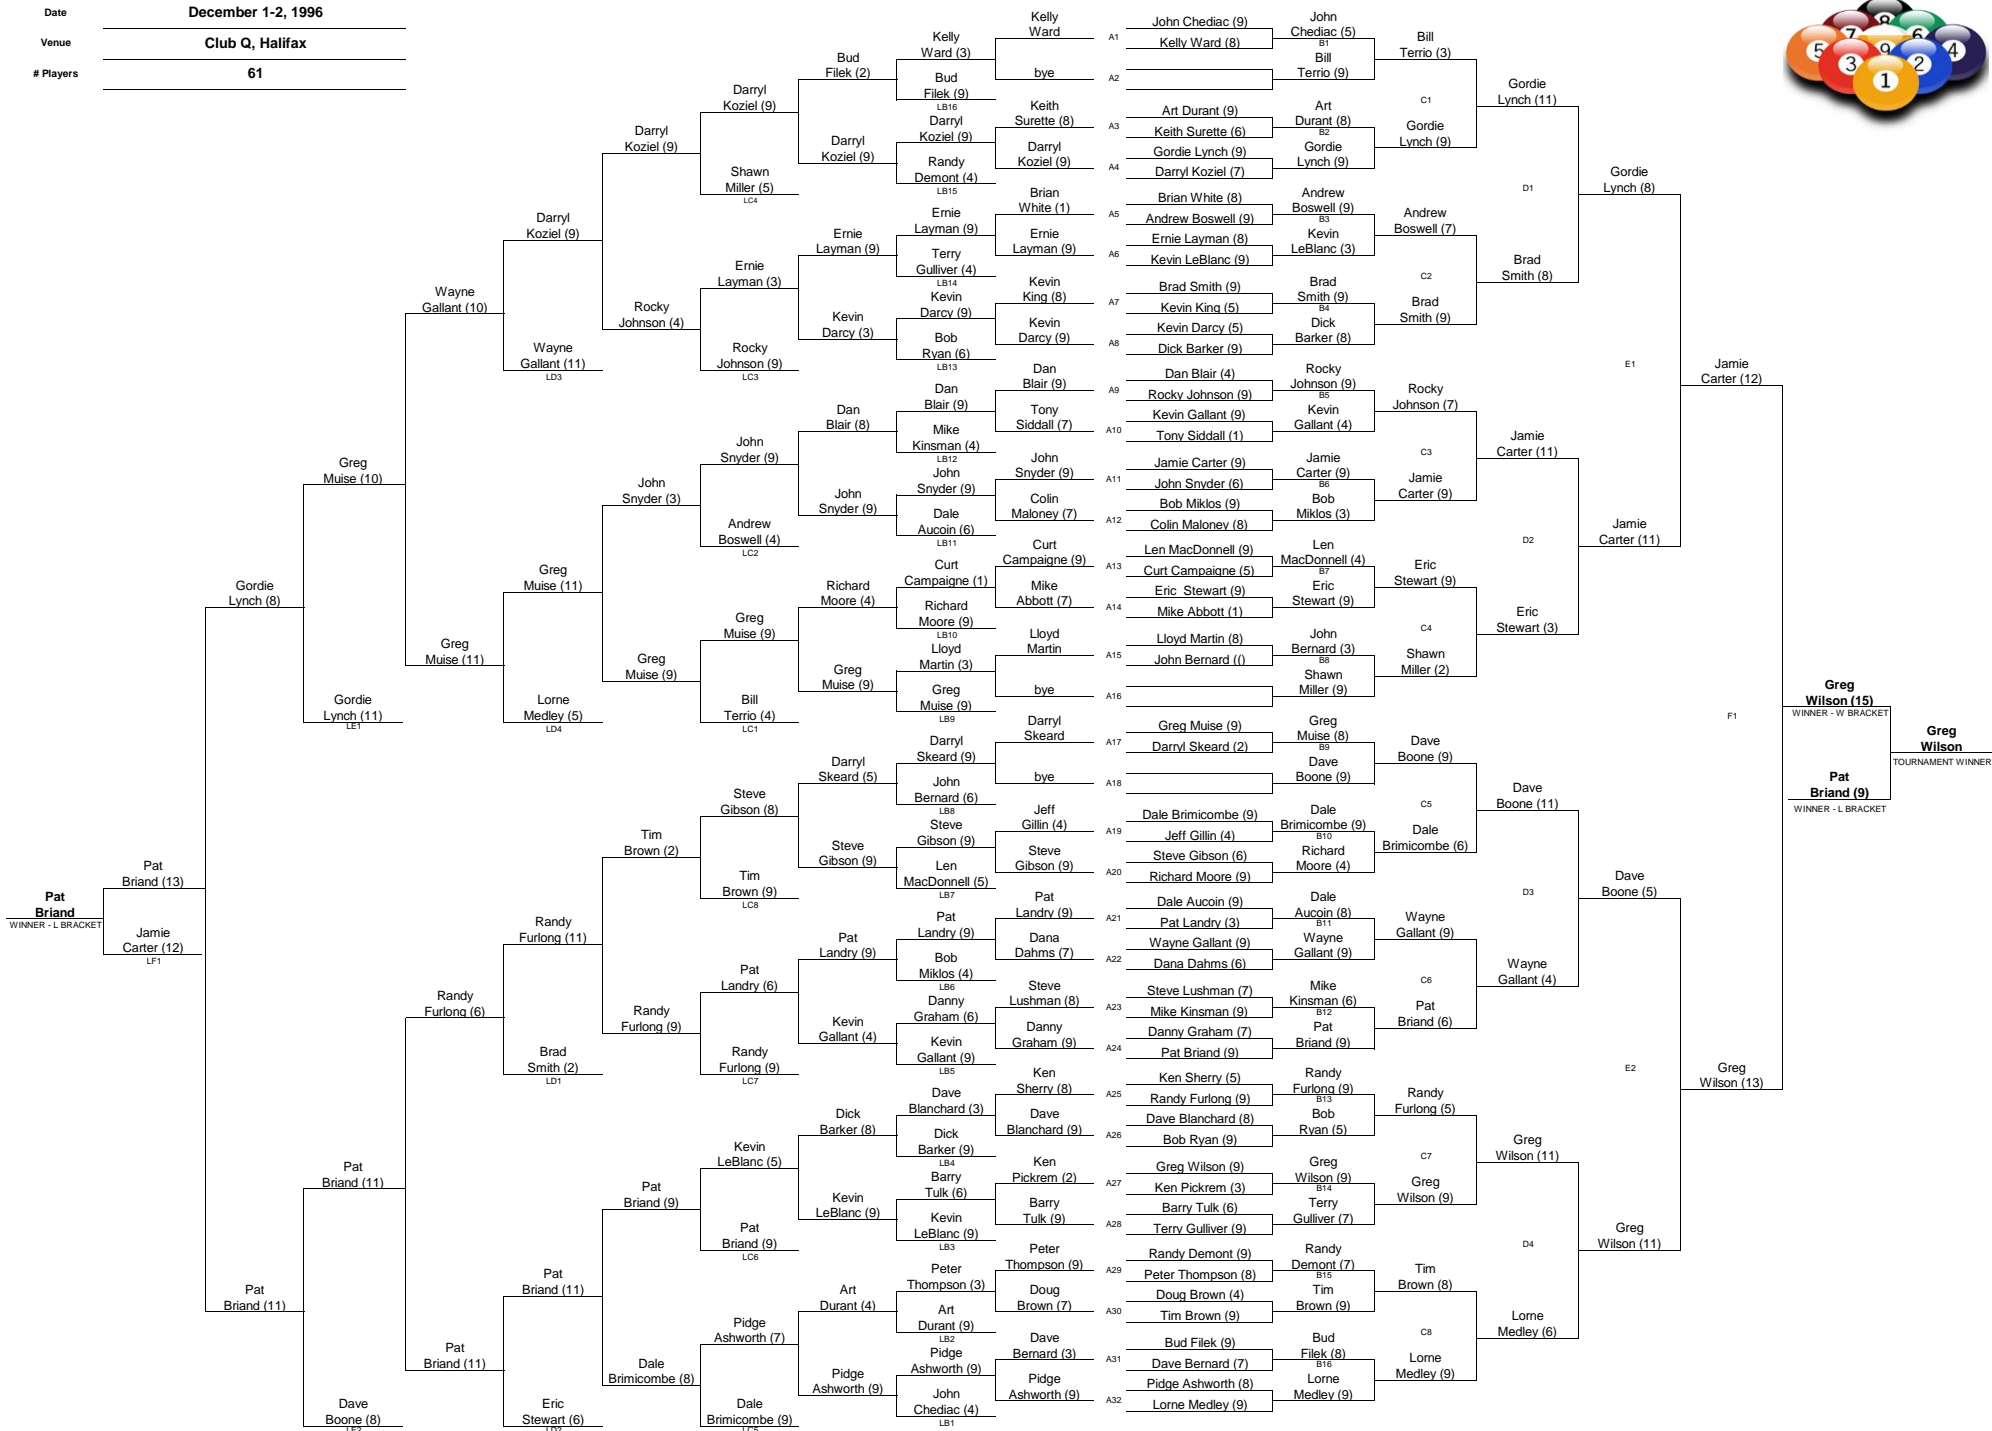 Date December 1-2, 1996
Venue Club Q, Halifax
# Players 61
8
7 6
5 9 4
3 2
1
Pat
Briand
WINNER - L BRACKET
Pat
Briand (13)
Jamie
Carter (12)
LF1
Gordie
Lynch (8)
Pat
Briand (11)
Greg
Muise (10)
Gordie
Lynch (11)
LE1
Pat
Briand (11)
Dave
Boone (8)
LE2
Wayne
Gallant (10)
Greg
Muise (11)
Randy
Furlong (6)
Pat
Briand (11)
Darryl
Koziel (9)
Wayne
Gallant (11)
LD3
Greg
Muise (11)
Lorne
Medley (5)
LD4
Randy
Furlong (11)
Brad
Smith (2)
LD1
Pat
Briand (11)
Eric
Stewart (6)
LD2
Darryl
Koziel (9)
Rocky
Johnson (4)
John
Snyder (3)
Greg
Muise (9)
Tim
Brown (2)
Randy
Furlong (9)
Pat
Briand (9)
Dale
Brimicombe (8)
Darryl
Koziel (9)
Shawn
Miller (5)
LC4
Ernie
Layman (3)
Rocky
Johnson (9)
LC3
John
Snyder (9)
Andrew
Boswell (4)
LC2
Greg
Muise (9)
Bill
Terrio (4)
LC1
Steve
Gibson (8)
Tim
Brown (9)
LC8
Pat
Landry (6)
Randy
Furlong (9)
LC7
Kevin
LeBlanc (5)
Pat
Briand (9)
LC6
Pidge
Ashworth (7)
Dale
Brimicombe (9)
LC5
Bud
Filek (2)
Darryl
Koziel (9)
Ernie
Layman (9)
Kevin
Darcy (3)
Dan
Blair (8)
John
Snyder (9)
Richard
Moore (4)
Greg
Muise (9)
Darryl
Skeard (5)
Steve
Gibson (9)
Pat
Landry (9)
Kevin
Gallant (4)
Dick
Barker (8)
Kevin
LeBlanc (9)
Art
Durant (4)
Pidge
Ashworth (9)
Kelly
Ward (3)
Bud
Filek (9)
LB16
Darryl
Koziel (9)
Randy
Demont (4)
LB15
Ernie
Layman (9)
Terry
Gulliver (4)
LB14
Kevin
Darcy (9)
Bob
Ryan (6)
LB13
Dan
Blair (9)
Mike
Kinsman (4)
LB12
John
Snyder (9)
Dale
Aucoin (6)
LB11
Curt
Campaigne (1)
Richard
Moore (9)
LB10
Lloyd
Martin (3)
Greg
Muise (9)
LB9
Darryl
Skeard (9)
John
Bernard (6)
LB8
Steve
Gibson (9)
Len
MacDonnell (5)
LB7
Pat
Landry (9)
Bob
Miklos (4)
LB6
Danny
Graham (6)
Kevin
Gallant (9)
LB5
Dave
Blanchard (3)
Dick
Barker (9)
LB4
Barry
Tulk (6)
Kevin
LeBlanc (9)
LB3
Peter
Thompson (3)
Art
Durant (9)
LB2
Pidge
Ashworth (9)
John
Chediac (4)
LB1
Kelly
Ward
bye
Keith
Surette (8)
Darryl
Koziel (9)
Brian
White (1)
Ernie
Layman (9)
Kevin
King (8)
Kevin
Darcy (9)
Dan
Blair (9)
Tony
Siddall (7)
John
Snyder (9)
Colin
Maloney (7)
Curt
Campaigne (9)
Mike
Abbott (7)
Lloyd
Martin
bye
Darryl
Skeard
bye
Jeff
Gillin (4)
Steve
Gibson (9)
Pat
Landry (9)
Dana
Dahms (7)
Steve
Lushman (8)
Danny
Graham (9)
Ken
Sherry (8)
Dave
Blanchard (9)
Ken
Pickrem (2)
Barry
Tulk (9)
Peter
Thompson (9)
Doug
Brown (7)
Dave
Bernard (3)
Pidge
Ashworth (9)
A1
A2
A3
A4
A5
A6
A7
A8
A9
A10
A11
A12
A13
A14
A15
A16
A17
A18
A19
A20
A21
A22
A23
A24
A25
A26
A27
A28
A29
A30
A31
A32
John Chediac (9)
Kelly Ward (8)
Art Durant (9)
Keith Surette (6)
Gordie Lynch (9)
Darryl Koziel (7)
Brian White (8)
Andrew Boswell (9)
Ernie Layman (8)
Kevin LeBlanc (9)
Brad Smith (9)
Kevin King (5)
Kevin Darcy (5)
Dick Barker (9)
Dan Blair (4)
Rocky Johnson (9)
Kevin Gallant (9)
Tony Siddall (1)
Jamie Carter (9)
John Snyder (6)
Bob Miklos (9)
Colin Maloney (8)
Len MacDonnell (9)
Curt Campaigne (5)
Eric Stewart (9)
Mike Abbott (1)
Lloyd Martin (8)
John Bernard (()
Greg Muise (9)
Darryl Skeard (2)
Dale Brimicombe (9)
Jeff Gillin (4)
Steve Gibson (6)
Richard Moore (9)
Dale Aucoin (9)
Pat Landry (3)
Wayne Gallant (9)
Dana Dahms (6)
Steve Lushman (7)
Mike Kinsman (9)
Danny Graham (7)
Pat Briand (9)
Ken Sherry (5)
Randy Furlong (9)
Dave Blanchard (8)
Bob Ryan (9)
Greg Wilson (9)
Ken Pickrem (3)
Barry Tulk (6)
Terry Gulliver (9)
Randy Demont (9)
Peter Thompson (8)
Doug Brown (4)
Tim Brown (9)
Bud Filek (9)
Dave Bernard (7)
Pidge Ashworth (8)
Lorne Medley (9)
John
Chediac (5)
B1
Bill
Terrio (9)
Art
Durant (8)
B2
Gordie
Lynch (9)
Andrew
Boswell (9)
B3
Kevin
LeBlanc (3)
Brad
Smith (9)
B4
Dick
Barker (8)
Rocky
Johnson (9)
B5
Kevin
Gallant (4)
Jamie
Carter (9)
B6
Bob
Miklos (3)
Len
MacDonnell (4)
B7
Eric
Stewart (9)
John
Bernard (3)
B8
Shawn
Miller (9)
Greg
Muise (8)
B9
Dave
Boone (9)
Dale
Brimicombe (9)
B10
Richard
Moore (4)
Dale
Aucoin (8)
B11
Wayne
Gallant (9)
Mike
Kinsman (6)
B12
Pat
Briand (9)
Randy
Furlong (9)
B13
Bob
Ryan (5)
Greg
Wilson (9)
B14
Terry
Gulliver (7)
Randy
Demont (7)
B15
Tim
Brown (9)
Bud
Filek (8)
B16
Lorne
Medley (9)
Bill
Terrio (3)
C1
Gordie
Lynch (9)
Andrew
Boswell (7)
C2
Brad
Smith (9)
Rocky
Johnson (7)
C3
Jamie
Carter (9)
Eric
Stewart (9)
C4
Shawn
Miller (2)
Dave
Boone (9)
C5
Dale
Brimicombe (6)
Wayne
Gallant (9)
C6
Pat
Briand (6)
Randy
Furlong (5)
C7
Greg
Wilson (9)
Tim
Brown (8)
C8
Lorne
Medley (9)
Gordie
Lynch (11)
D1
Brad
Smith (8)
Jamie
Carter (11)
D2
Eric
Stewart (3)
Dave
Boone (11)
D3
Wayne
Gallant (4)
Greg
Wilson (11)
D4
Lorne
Medley (6)
Gordie
Lynch (8)
E1
Jamie
Carter (11)
Dave
Boone (5)
E2
Greg
Wilson (11)
Jamie
Carter (12)
F1
Greg
Wilson (13)
Greg
Wilson (15)
WINNER - W BRACKET
Pat
Briand (9)
WINNER - L BRACKET
Greg
Wilson
TOURNAMENT WINNER